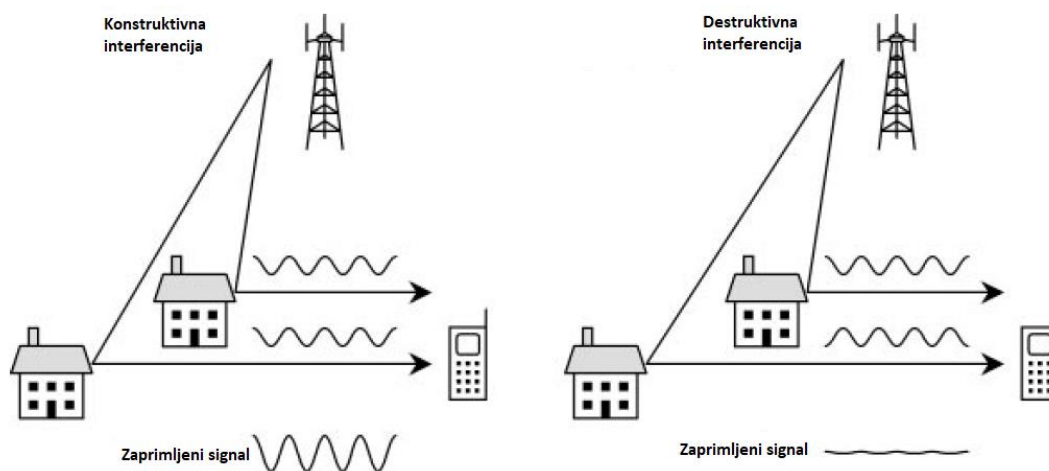 Konstruktivna
interferencija
Destruktivna
interferencija
Zaprimljeni signal
Zaprimljeni signal